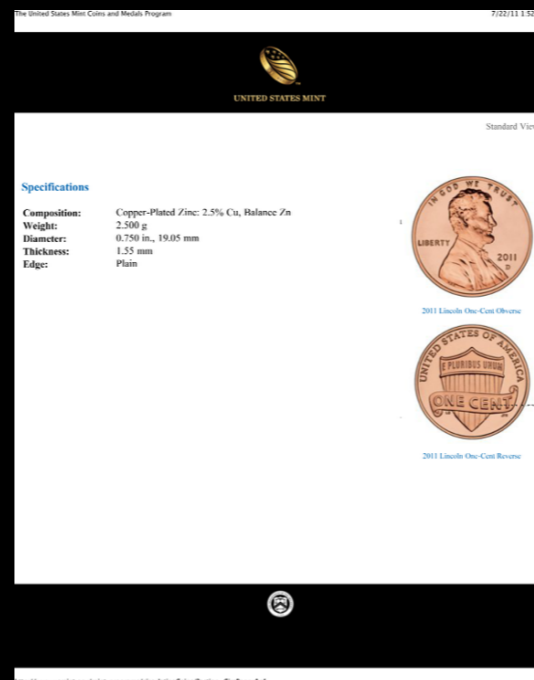 The United States Mint Coins and Medals Program
7/22/11 1:52
UNITED STATES MINT
Standard View
Specifications
Composition: Copper-Plated Zinc: 2.5% Cu, Balance Zn
Weight: 2.500 g
Diameter: 0.750 in., 19.05 mm
Thickness: 1.55 mm
Edge: Plain
IN GOD WE TRUST
LIBERTY
2011
D
2011 Lincoln One-Cent Obverse
UNITED STATES OF AMERICA
E PLURIBUS UNUM
ONE CENT
2011 Lincoln One-Cent Reverse